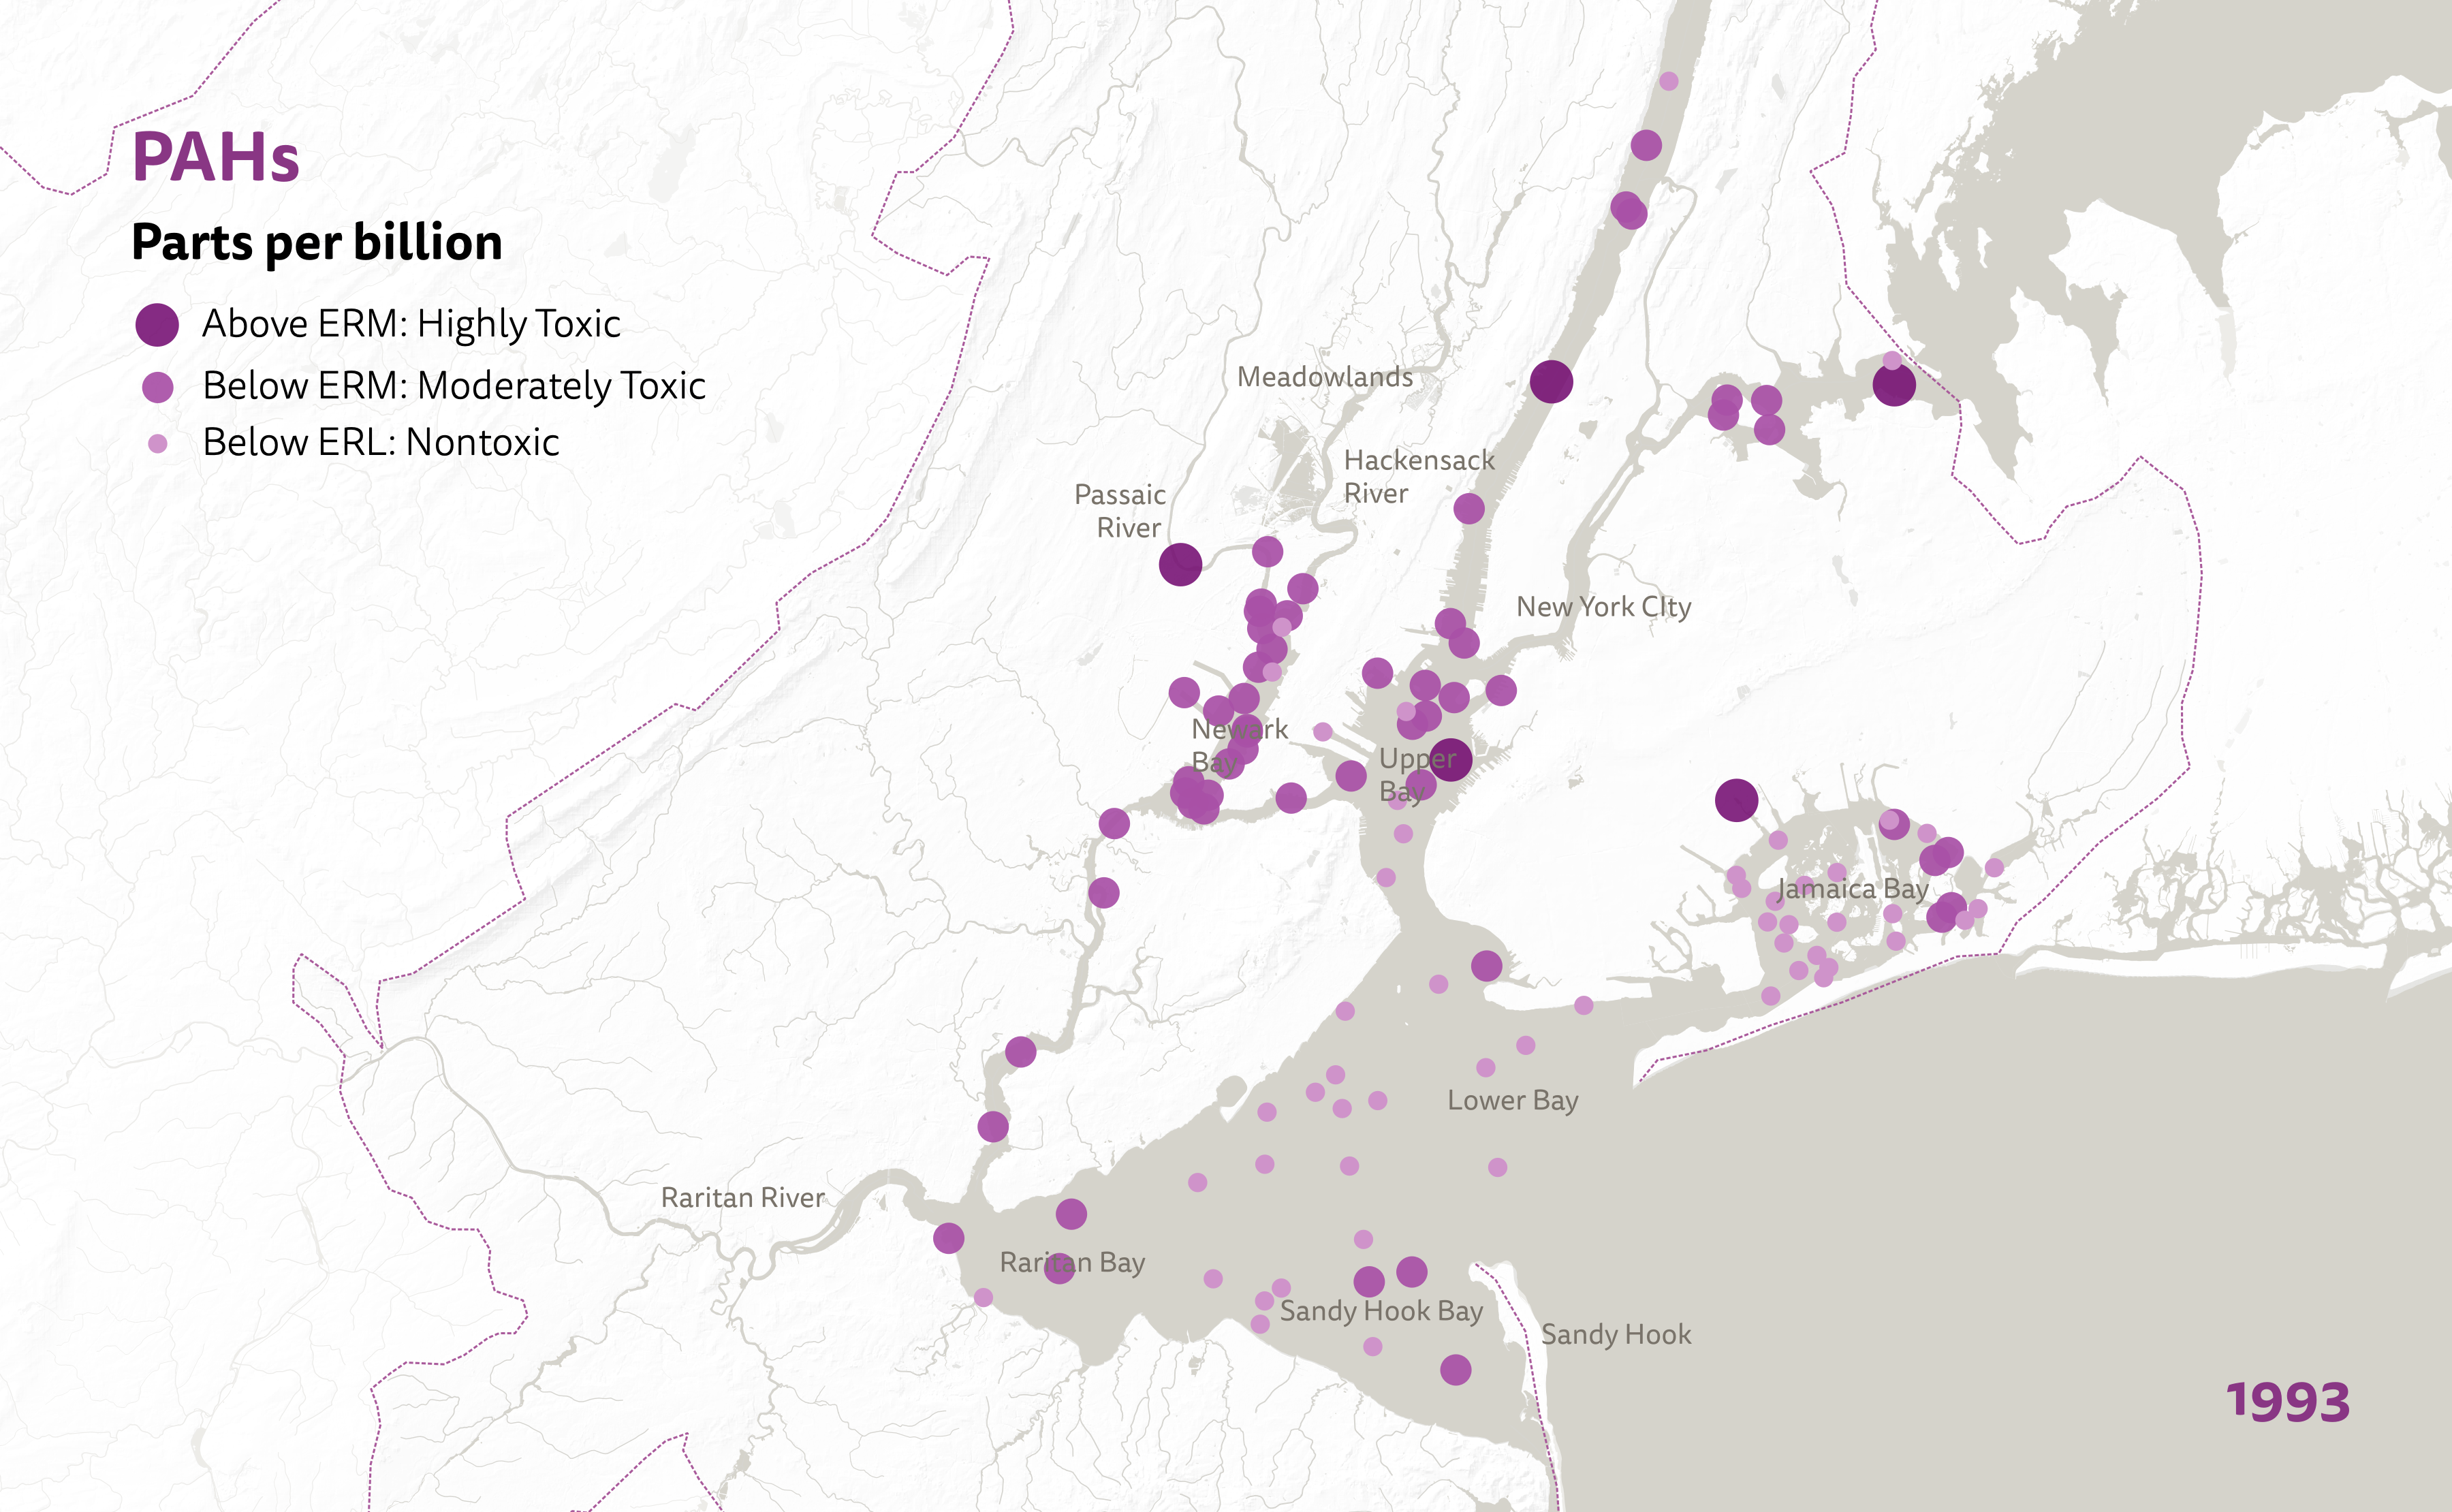 PAHs
Parts per billion
Above ERM: Highly Toxic
Below ERM: Moderately Toxic
Below ERL: Nontoxic
Meadowlands
Hackensack
River
Passaic
River
New York CIty
Newark
Bay
Upper
Bay
Jamaica Bay
Lower Bay
Raritan River
Raritan Bay
Sandy Hook Bay
Sandy Hook
1993